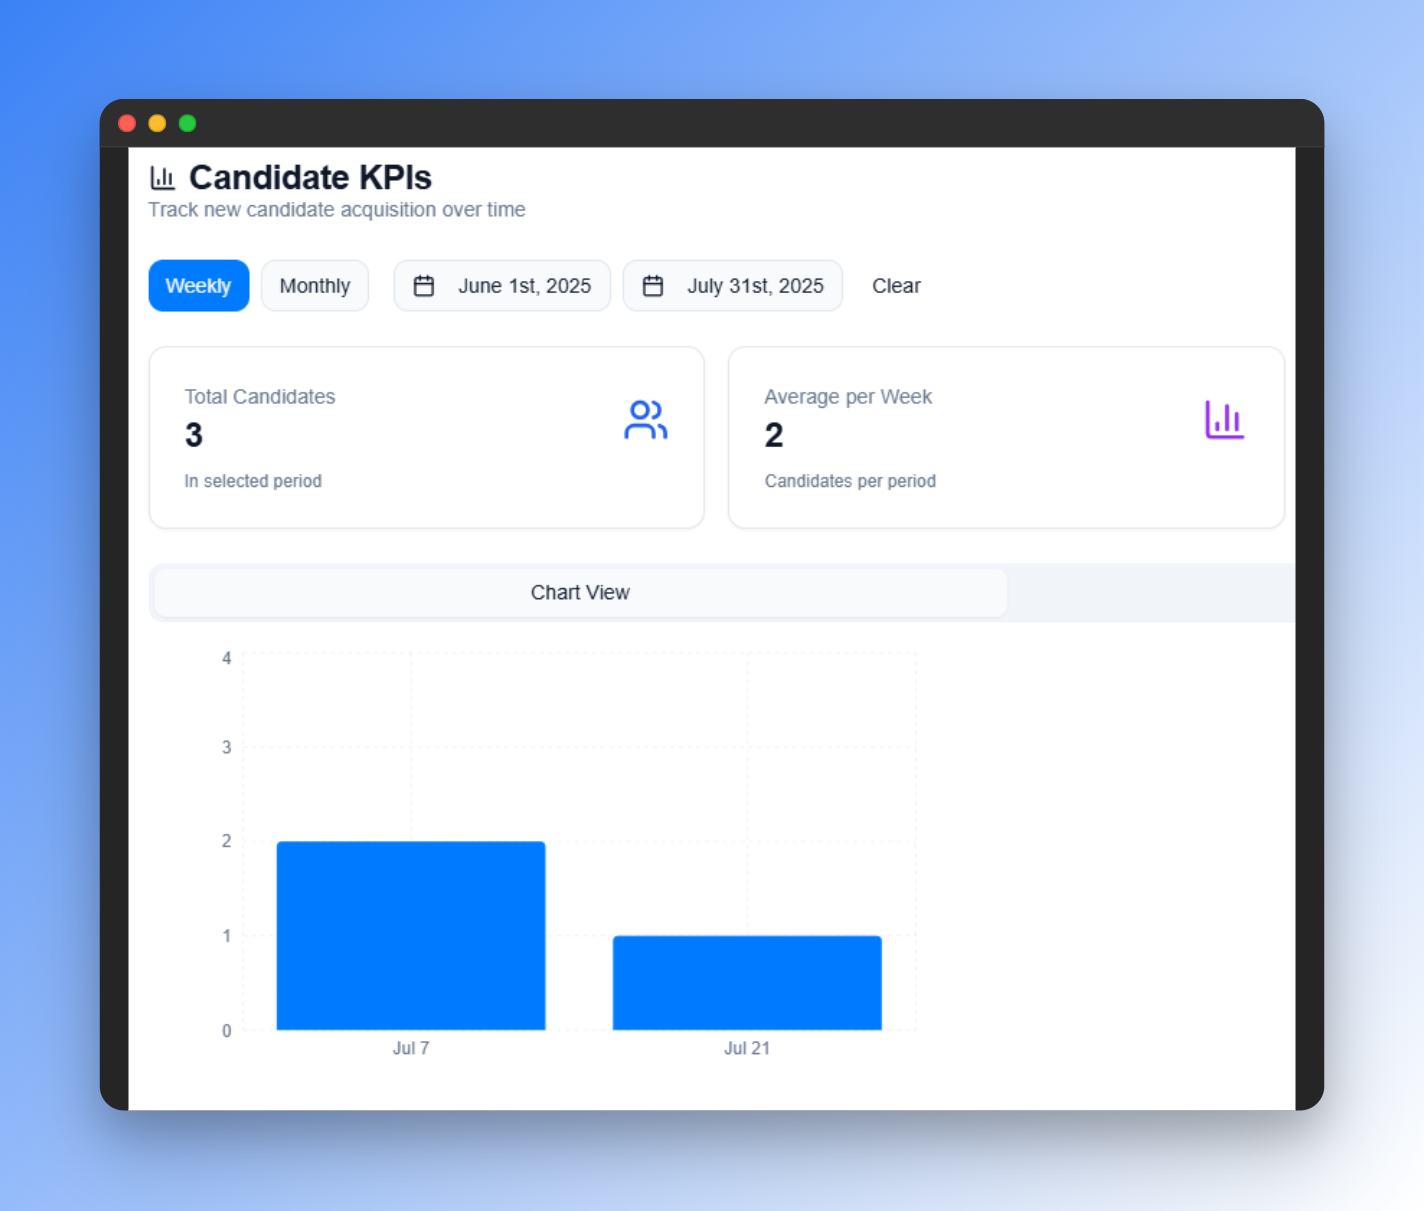 Candidate KPIs
Track new candidate acquisition over time
Weekly Monthly June 1st, 2025 July 31st, 2025 Clear
Total Candidates
3
In selected period
Average per Week
2
Candidates per period
Chart View
4
3
2
1
0
Jul 7 Jul 21